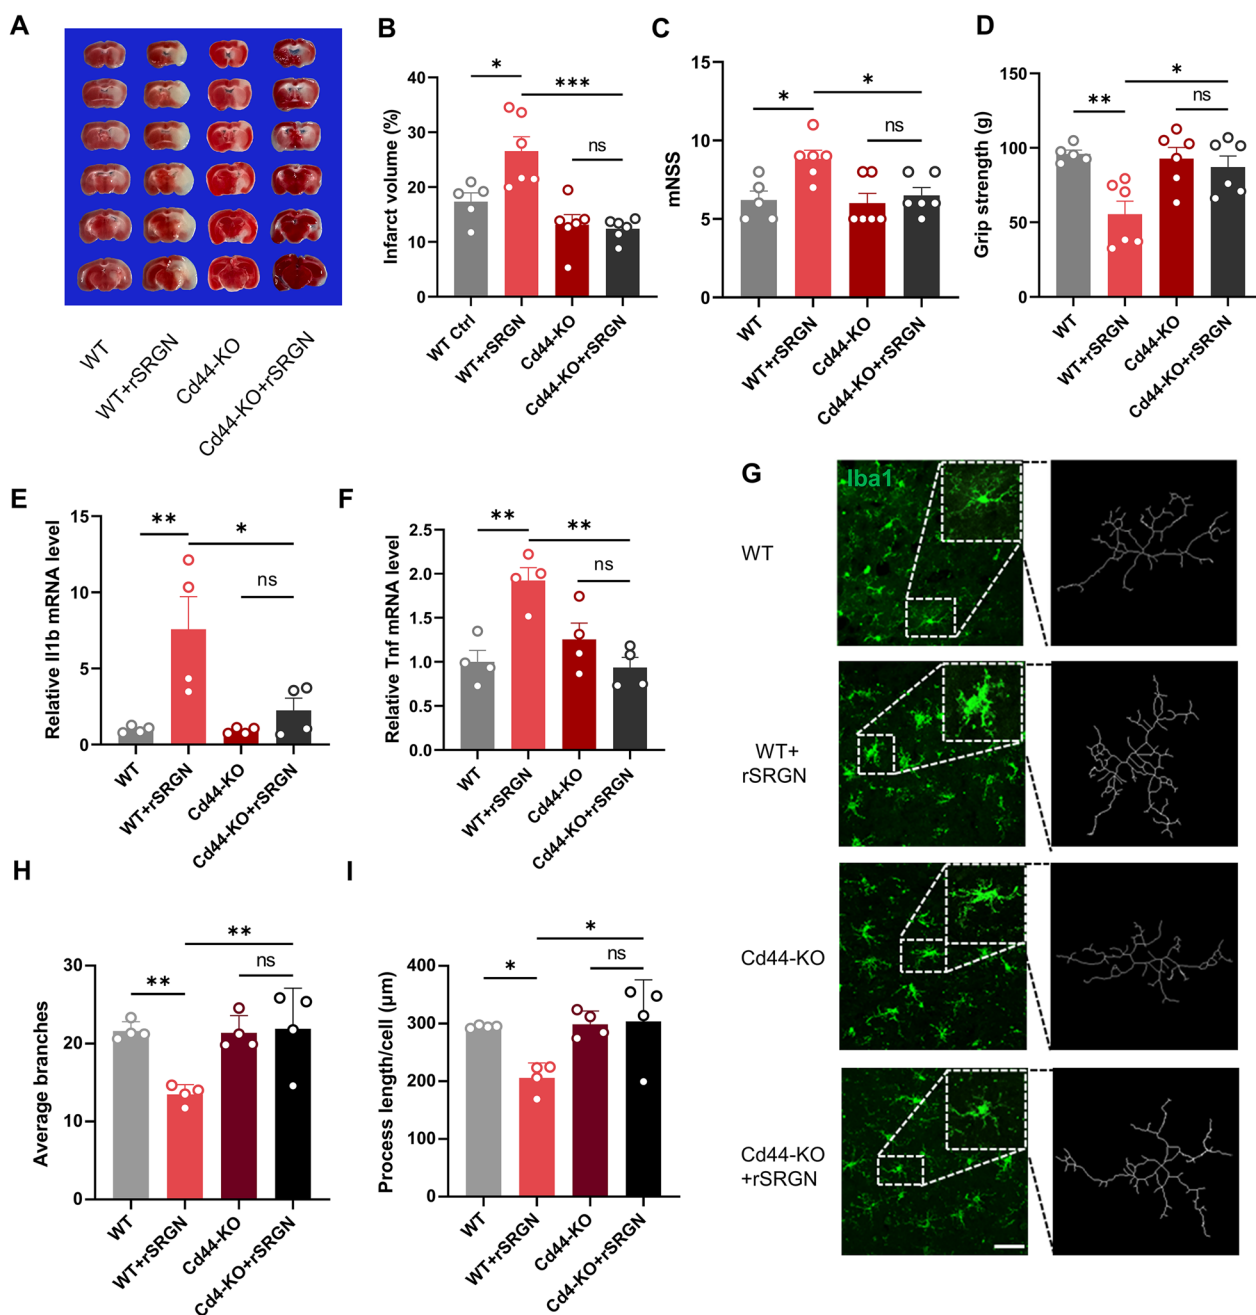 A
WT
WT+rSRGN
Cd44-KO
Cd44-KO+rSRGN
B
Infarct volume (%)
40
30
20
10
0
*
***
ns
WT Ctrl
WT+rSRGN
Cd44-KO
Cd44-KO+rSRGN
C
mNSS
15
10
5
0
*
*
ns
WT
WT+rSRGN
Cd44-KO
Cd44-KO+rSRGN
D
Grip strength (g)
150
100
50
0
**
*
ns
WT
WT+rSRGN
Cd44-KO
Cd44-KO+rSRGN
E
Relative Il1b mRNA level
15
10
5
0
**
*
ns
WT
WT+rSRGN
Cd44-KO
Cd44-KO+rSRGN
F
Relative Tnf mRNA level
2.5
2.0
1.5
1.0
0.5
0.0
**
**
ns
WT
WT+rSRGN
Cd44-KO
Cd44-KO+rSRGN
G
Iba1
WT
WT+
rSRGN
Cd44-KO
Cd44-KO
+rSRGN
H
Average branches
30
20
10
0
**
**
ns
WT
WT+rSRGN
Cd44-KO
Cd4-KO+rSRGN
I
Process length/cell (μm)
400
300
200
100
0
*
*
ns
WT
WT+rSRGN
Cd44-KO
Cd4-KO+rSRGN